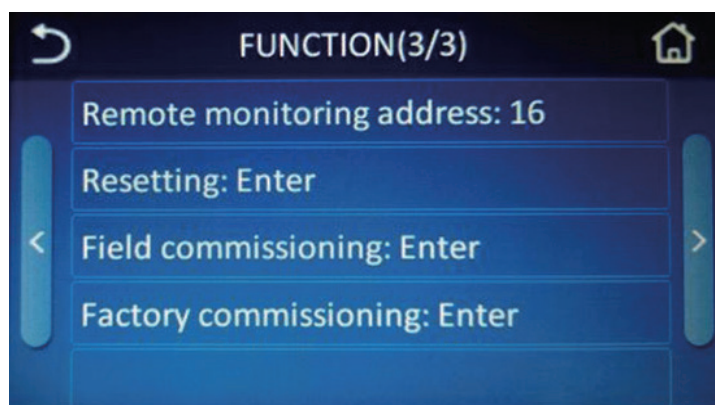 FUNCTION(3/3)
Remote monitoring address: 16
Resetting: Enter
Field commissioning: Enter
Factory commissioning: Enter